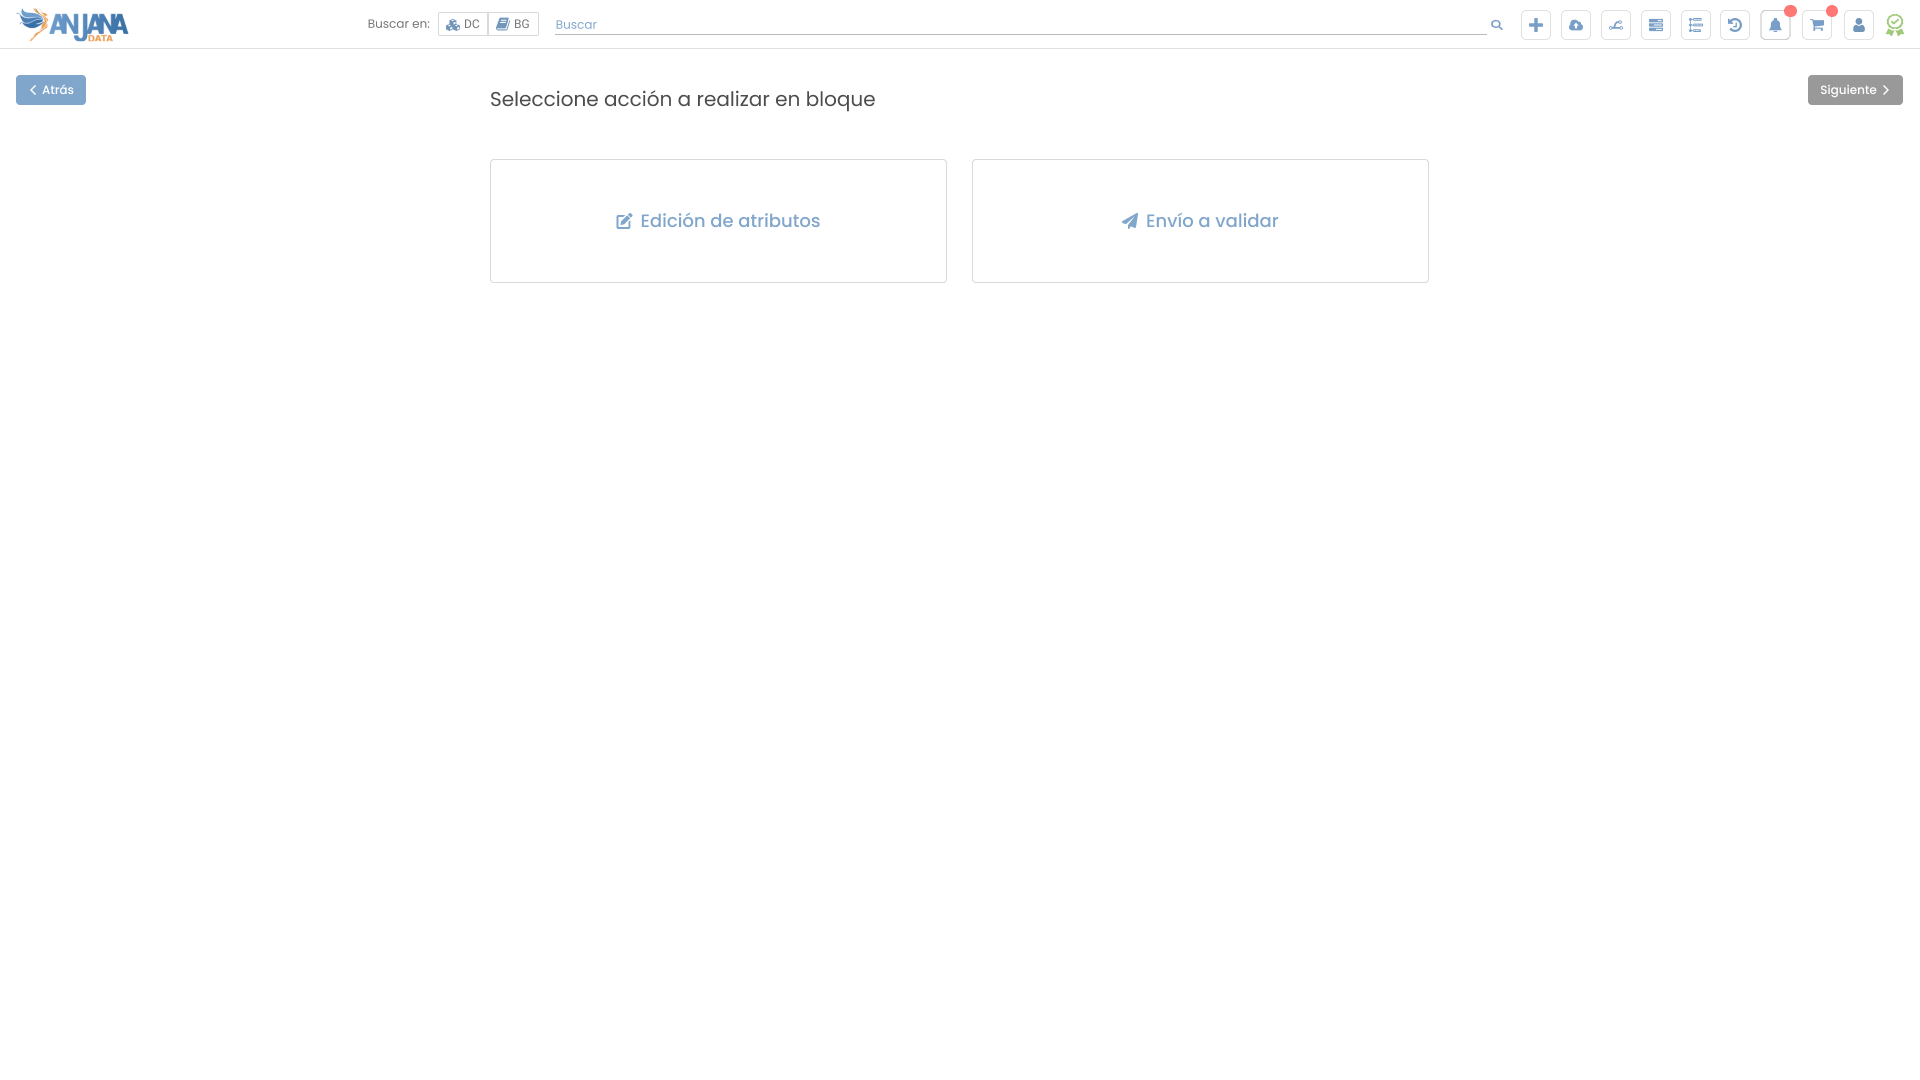 ANJANA
DATA
Buscar en:
DC
BG
Buscar
Atrás
Siguiente
Seleccione acción a realizar en bloque
Edición de atributos
Envío a validar